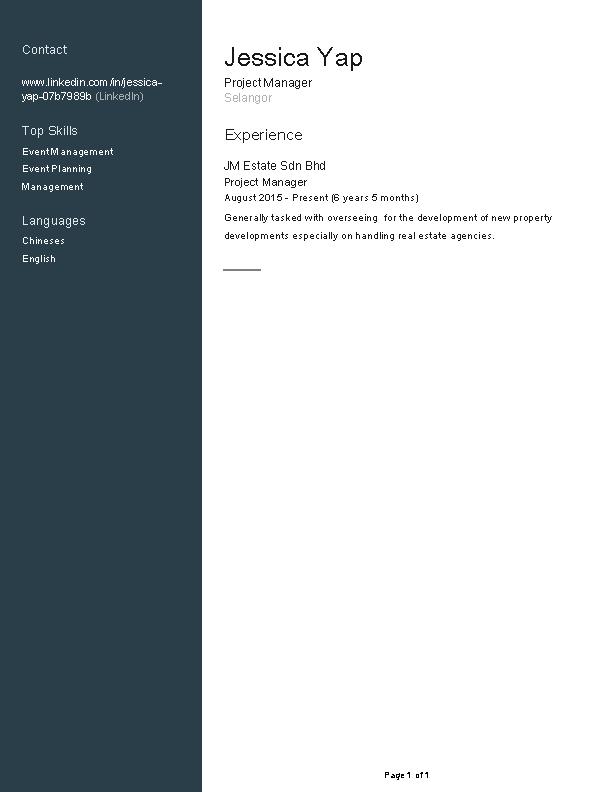 Contact
www.linkedin.com/in/jessica-
yap-07b7989b (LinkedIn)
Top Skills
Event Management
Event Planning
Management
Languages
Chineses
English
Jessica Yap
Project Manager
Selangor
Experience
JM Estate Sdn Bhd
Project Manager
August 2015 - Present (6 years 5 months)
Generally tasked with overseeing for the development of new property
developments especially on handling real estate agencies.
Page 1 of 1